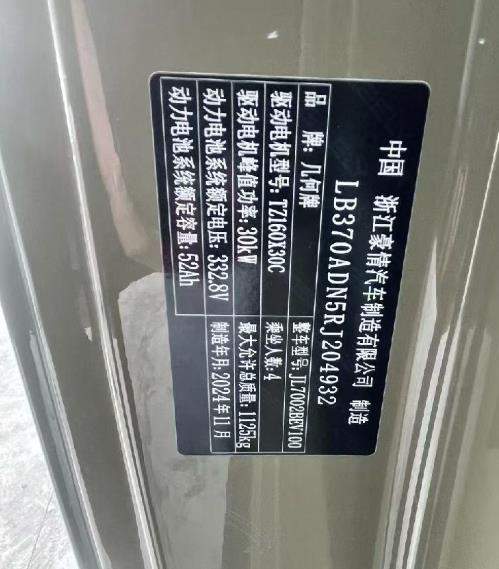 中国 浙江豪情汽车制造有限公司 制造
LB370ADN5RJ204932
品 牌: 几何牌 整车型号: JL7002BEV100
驱动电机型号: TZ160X30C 乘坐人数: 4
驱动电机峰值功率: 30kW 最大允许总质量: 1125kg
动力电池系统额定电压: 332.8V 制造年月: 2024年11月
动力电池系统额定容量: 52Ah